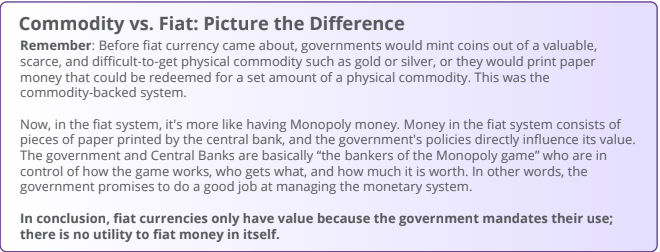 Commodity vs. Fiat: Picture the Difference
Remember: Before fiat currency came about, governments would mint coins out of a valuable,
scarce, and difficult-to-get physical commodity such as gold or silver, or they would print paper
money that could be redeemed for a set amount of a physical commodity. This was the
commodity-backed system.
Now, in the fiat system, it's more like having Monopoly money. Money in the fiat system consists of
pieces of paper printed by the central bank, and the government's policies directly influence its value.
The government and Central Banks are basically “the bankers of the Monopoly game” who are in
control of how the game works, who gets what, and how much it is worth. In other words, the
government promises to do a good job at managing the monetary system.
In conclusion, fiat currencies only have value because the government mandates their use;
there is no utility to fiat money in itself.